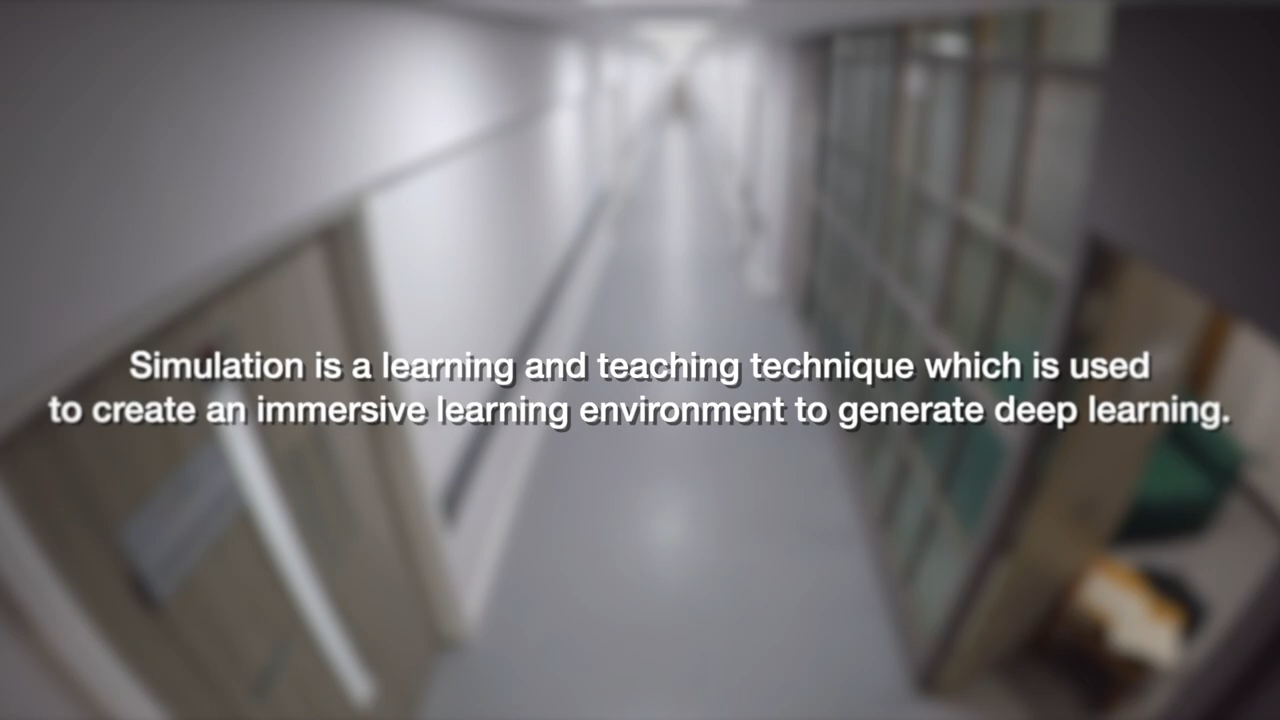 Simulation is a learning and teaching technique which is used
to create an immersive learning environment to generate deep learning.